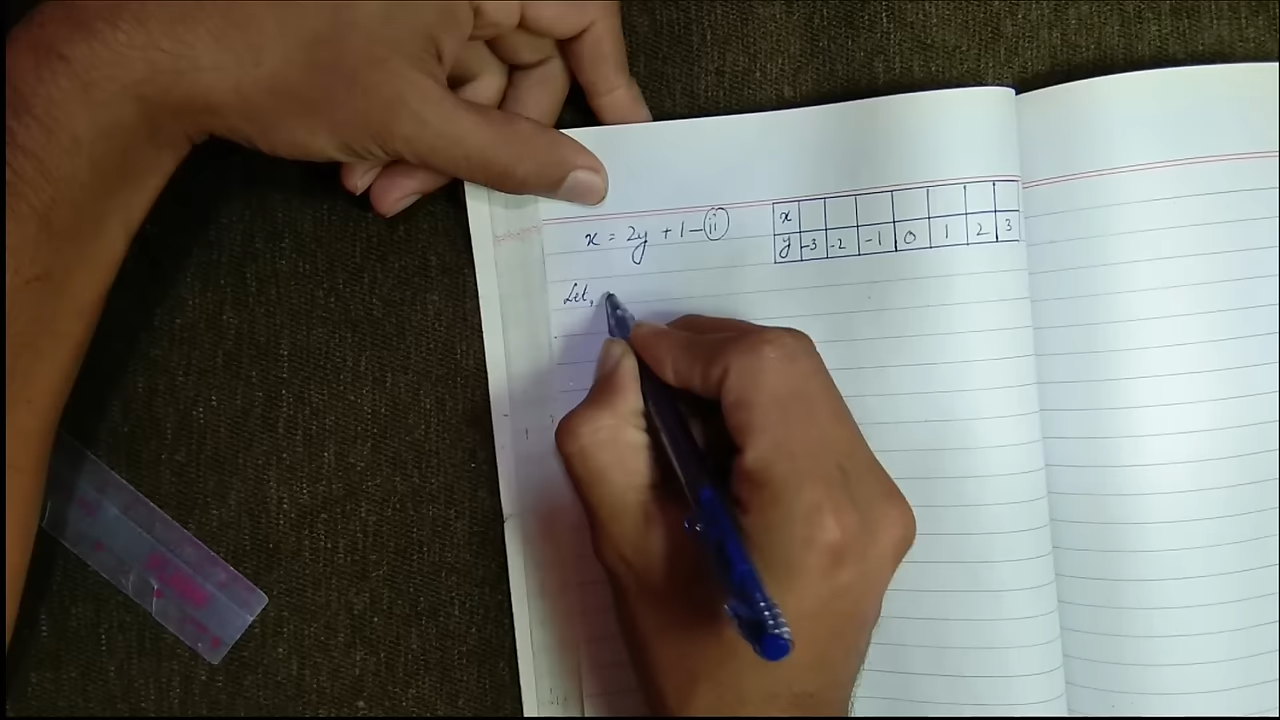 x = 2y + 1 - (ii)
x
y -3 -2 -1 0 1 2 3
Let,